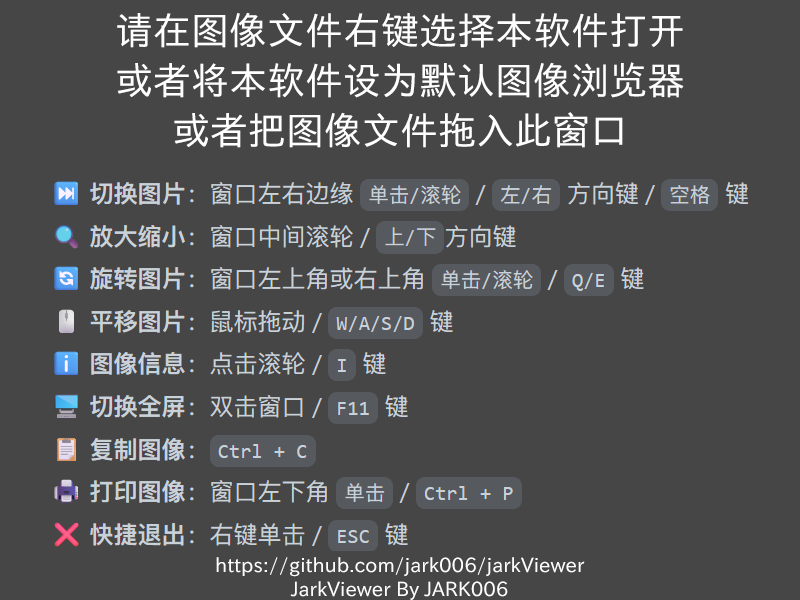 请在图像文件右键选择本软件打开
或者将本软件设为默认图像浏览器
或者把图像文件拖入此窗口
切换图片：窗口左右边缘 单击/滚轮 / 左/右 方向键 / 空格 键
放大缩小：窗口中间滚轮 / 上/下 方向键
旋转图片：窗口左上角或右上角 单击/滚轮 / Q/E 键
平移图片：鼠标拖动 / W/A/S/D 键
图像信息：点击滚轮 / I 键
切换全屏：双击窗口 / F11 键
复制图像：Ctrl + C
打印图像：窗口左下角 单击 / Ctrl + P
快捷退出：右键单击 / ESC 键
https://github.com/jark006/jarkViewer
JarkViewer By JARK006